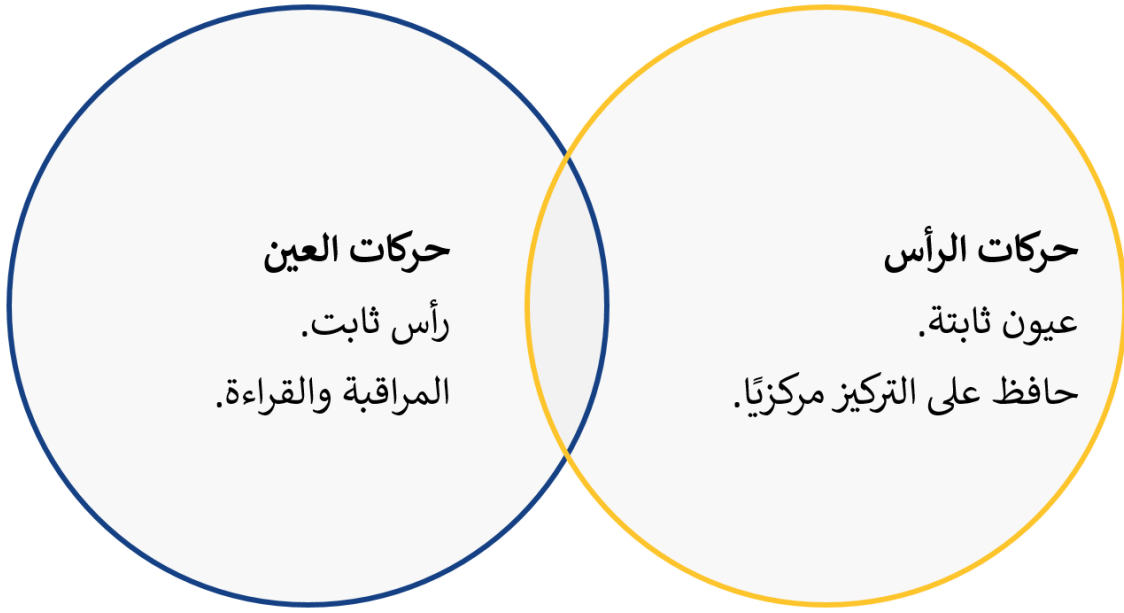 حركات الرأس
عيون ثابتة.
حافظ على التركيز مركزيًا.
حركات العين
رأس ثابت.
المراقبة والقراءة.